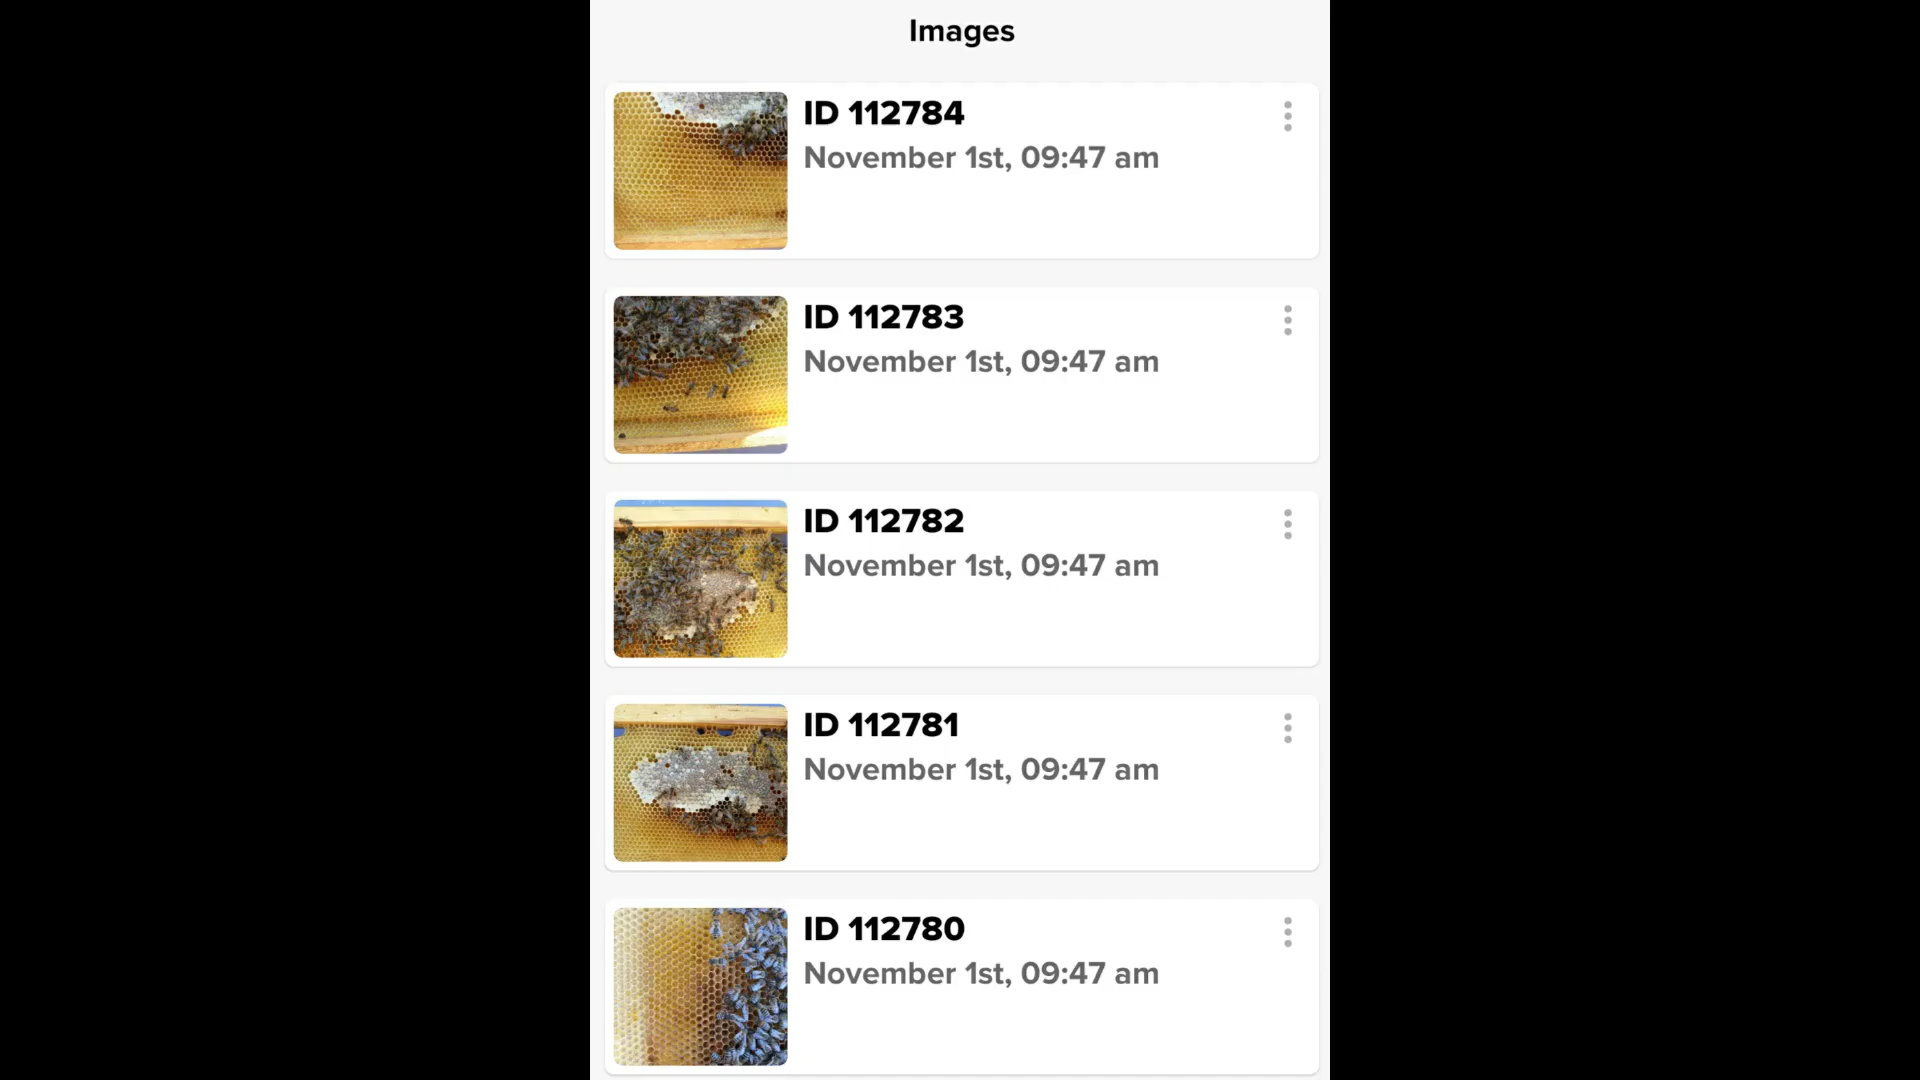 Images
ID 112784
November 1st, 09:47 am
ID 112783
November 1st, 09:47 am
ID 112782
November 1st, 09:47 am
ID 112781
November 1st, 09:47 am
ID 112780
November 1st, 09:47 am